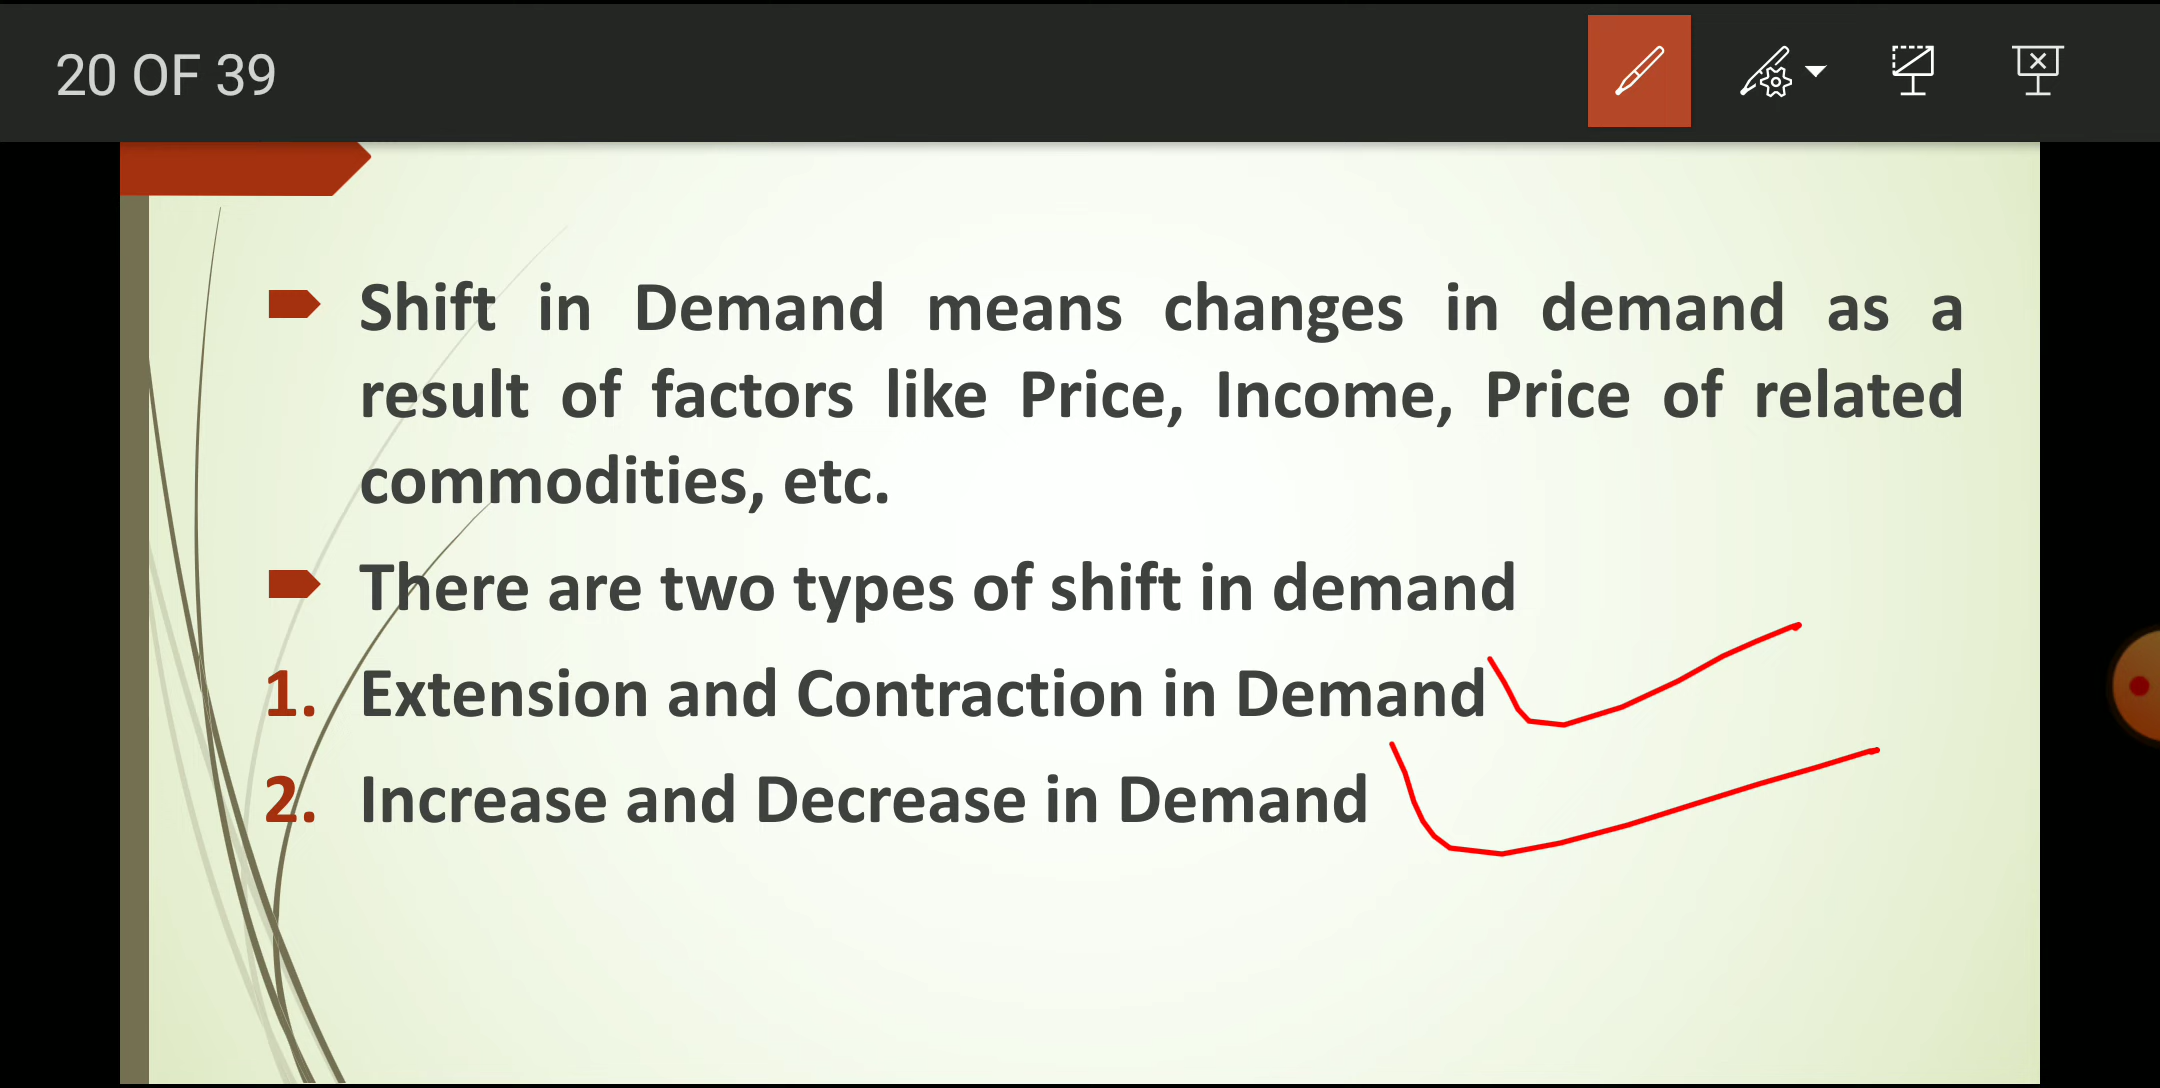 20 OF 39
Shift in Demand means changes in demand as a
result of factors like Price, Income, Price of related
commodities, etc.
There are two types of shift in demand
1. Extension and Contraction in Demand
2. Increase and Decrease in Demand